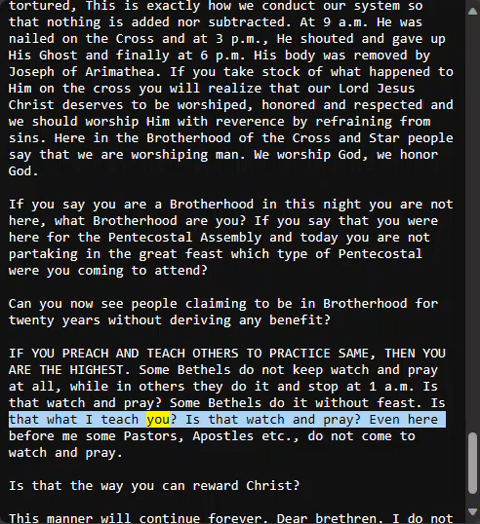 tortured, This is exactly how we conduct our system so
that nothing is added nor subtracted. At 9 a.m. He was
nailed on the Cross and at 3 p.m., He shouted and gave up
His Ghost and finally at 6 p.m. His body was removed by
Joseph of Arimathea. If you take stock of what happened to
Him on the cross you will realize that our Lord Jesus
Christ deserves to be worshiped, honored and respected and
we should worship Him with reverence by refraining from
sins. Here in the Brotherhood of the Cross and Star people
say that we are worshiping man. We worship God, we honor
God.
If you say you are a Brotherhood in this night you are not
here, what Brotherhood are you? If you say that you were
here for the Pentecostal Assembly and today you are not
partaking in the great feast which type of Pentecostal
were you coming to attend?
Can you now see people claiming to be in Brotherhood for
twenty years without deriving any benefit?
IF YOU PREACH AND TEACH OTHERS TO PRACTICE SAME, THEN YOU
ARE THE HIGHEST. Some Bethels do not keep watch and pray
at all, while in others they do it and stop at 1 a.m. Is
that watch and pray? Some Bethels do it without feast. Is
that what I teach you? Is that watch and pray? Even here
before me some Pastors, Apostles etc., do not come to
watch and pray.
Is that the way you can reward Christ?
This manner will continue forever. Dear brethren, I do not